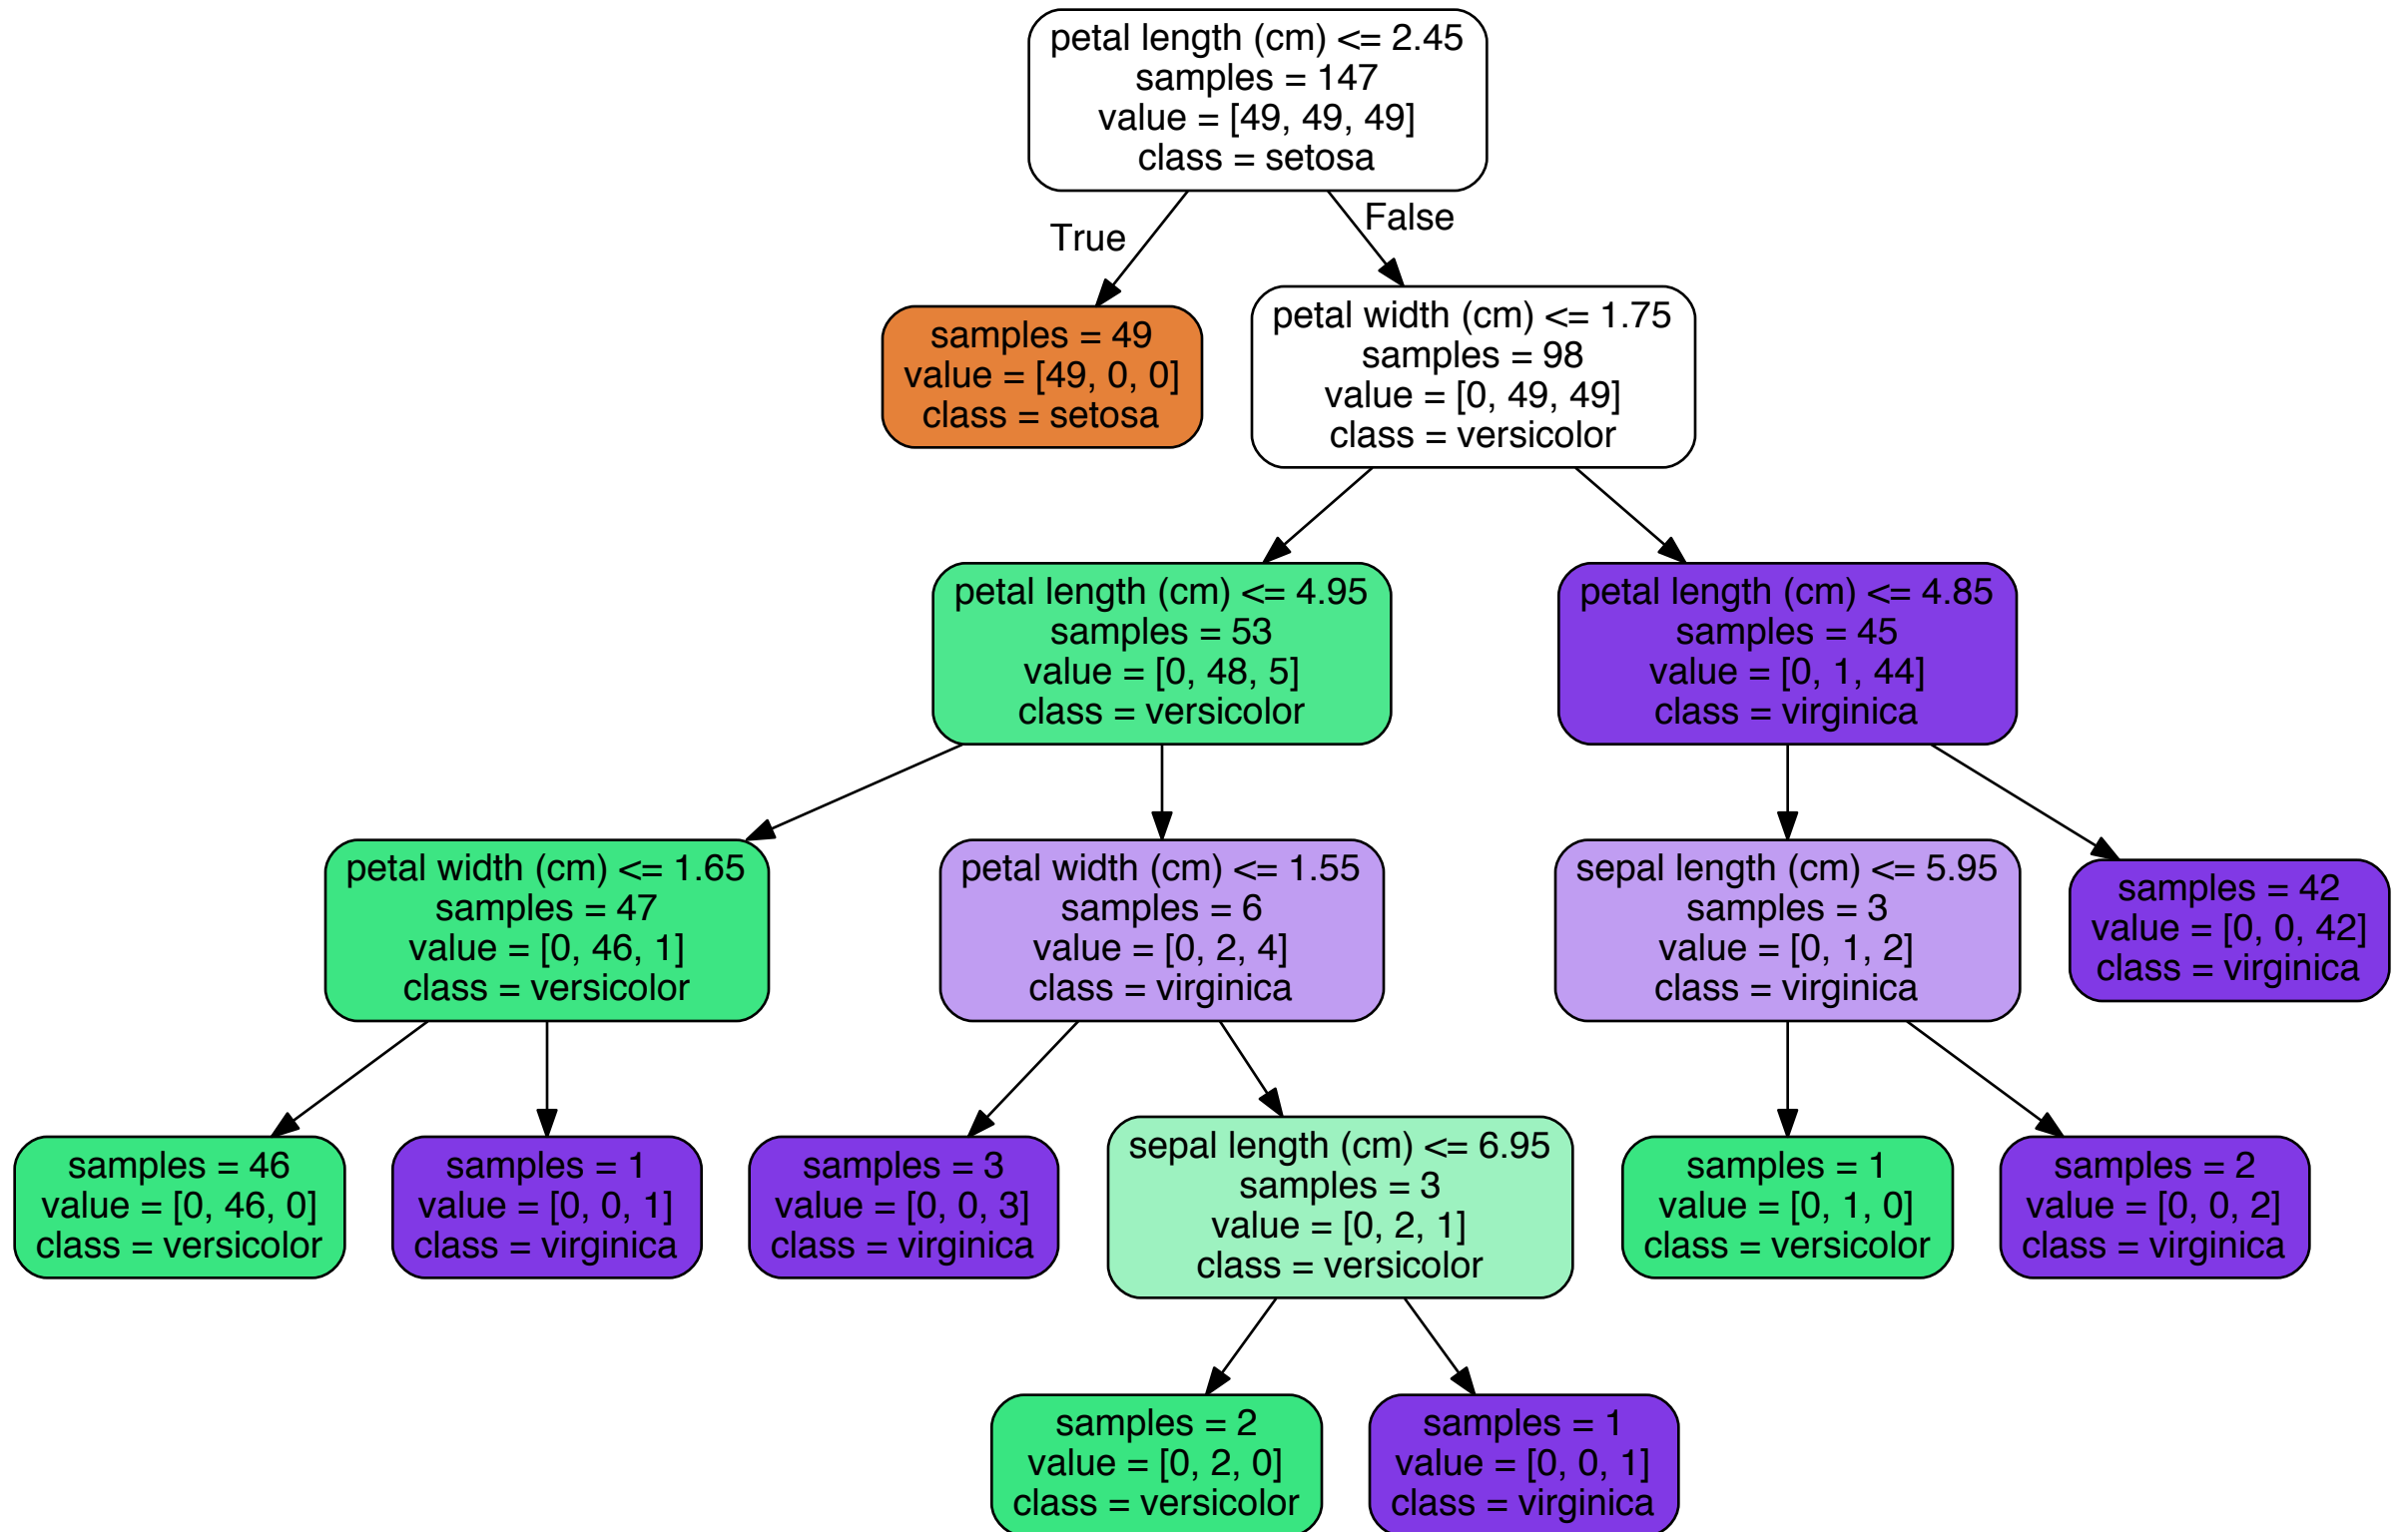 petal length (cm) <= 2.45
samples = 147
value = [49, 49, 49]
class = setosa
True
False
samples = 49
value = [49, 0, 0]
class = setosa
petal width (cm) <= 1.75
samples = 98
value = [0, 49, 49]
class = versicolor
petal length (cm) <= 4.95
samples = 53
value = [0, 48, 5]
class = versicolor
petal length (cm) <= 4.85
samples = 45
value = [0, 1, 44]
class = virginica
petal width (cm) <= 1.65
samples = 47
value = [0, 46, 1]
class = versicolor
petal width (cm) <= 1.55
samples = 6
value = [0, 2, 4]
class = virginica
sepal length (cm) <= 5.95
samples = 3
value = [0, 1, 2]
class = virginica
samples = 42
value = [0, 0, 42]
class = virginica
samples = 46
value = [0, 46, 0]
class = versicolor
samples = 1
value = [0, 0, 1]
class = virginica
samples = 3
value = [0, 0, 3]
class = virginica
sepal length (cm) <= 6.95
samples = 3
value = [0, 2, 1]
class = versicolor
samples = 1
value = [0, 1, 0]
class = versicolor
samples = 2
value = [0, 0, 2]
class = virginica
samples = 2
value = [0, 2, 0]
class = versicolor
samples = 1
value = [0, 0, 1]
class = virginica